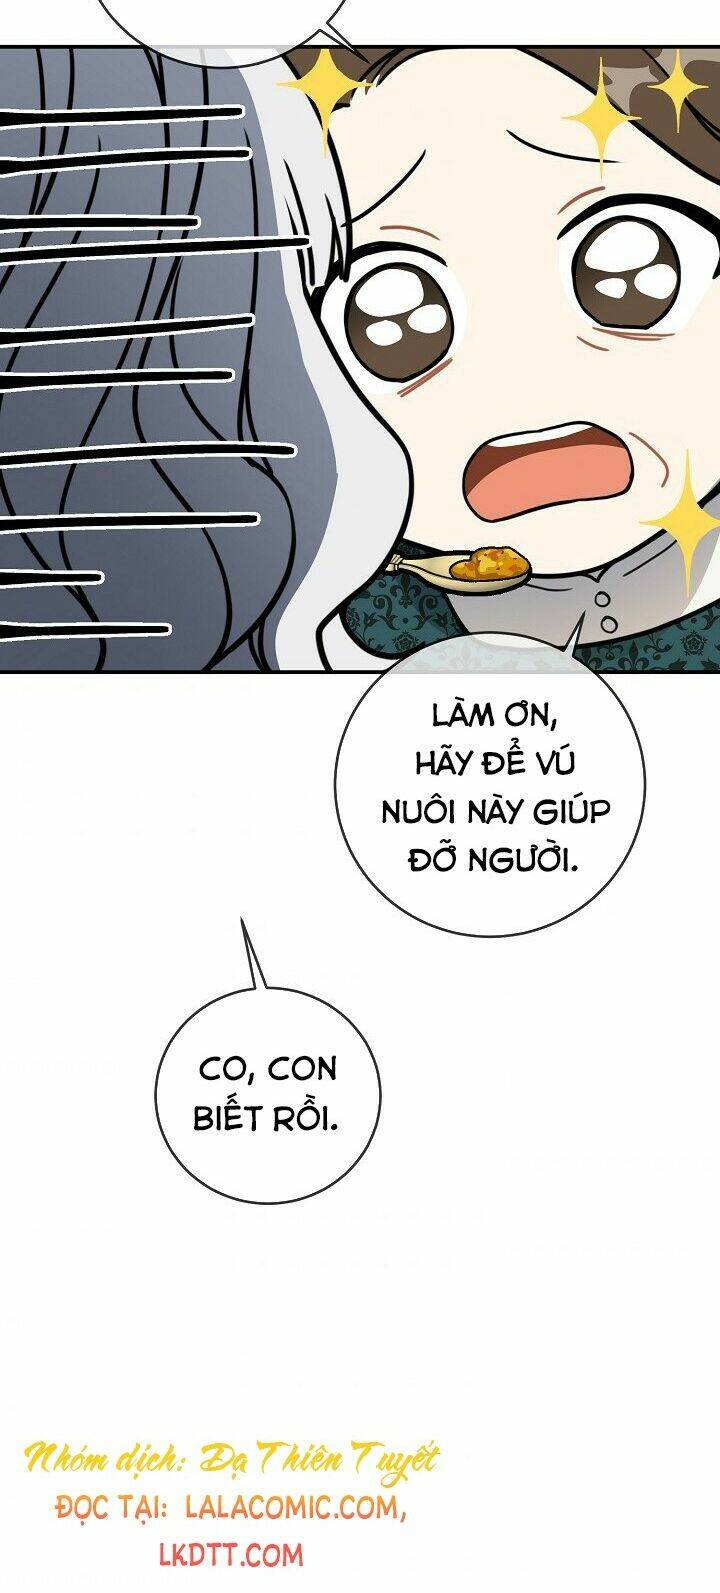 LÀM ƠN,
HÃY ĐỂ VÚ
NUÔI NÀY GIÚP
ĐỠ NGƯỜI.
CO, CON
BIẾT RỒI.
Nhóm dịch: Dạ Thiên Tuyết
ĐỌC TẠI: LALACOMIC.COM,
LKDTT.COM